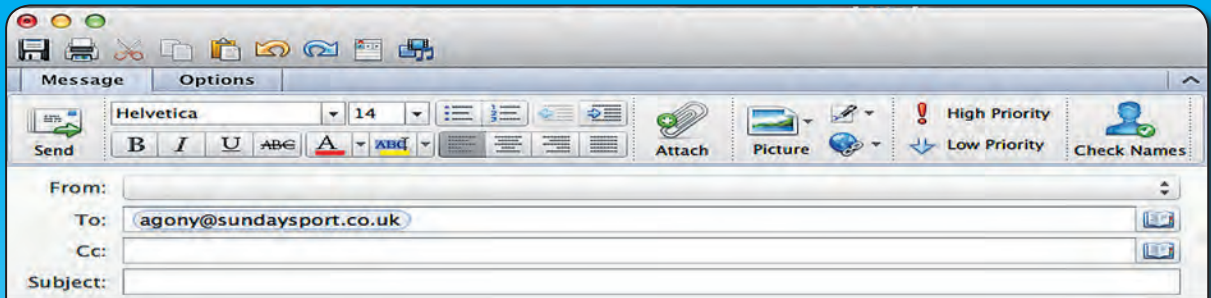 Message Options
Helvetica 14 High Priority
Send B I U ABC A ABC Attach Picture Low Priority Check Names
From:
To: agony@sundaysport.co.uk
Cc:
Subject: